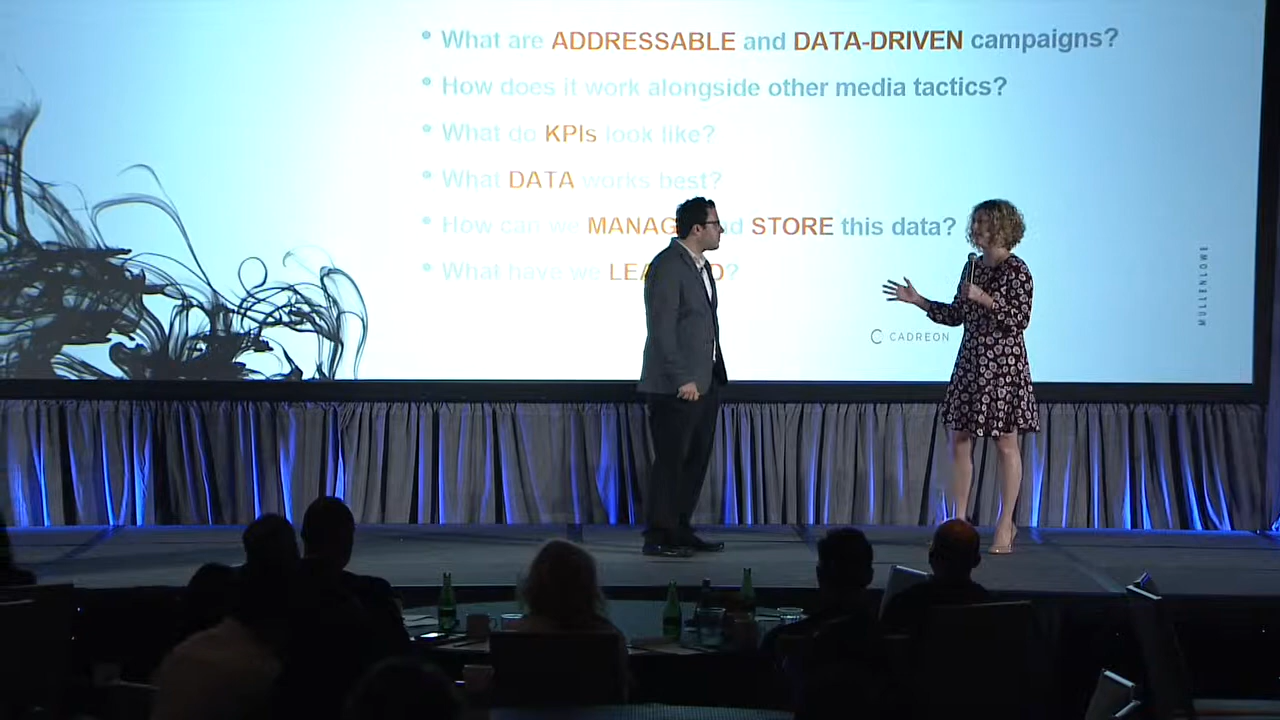 • What are ADDRESSABLE and DATA-DRIVEN campaigns?
• How does it work alongside other media tactics?
• What do KPIs look like?
• What DATA works best?
• How can we MANAG STORE this data?
• What have we ?
CADREON
MULLENLOWE